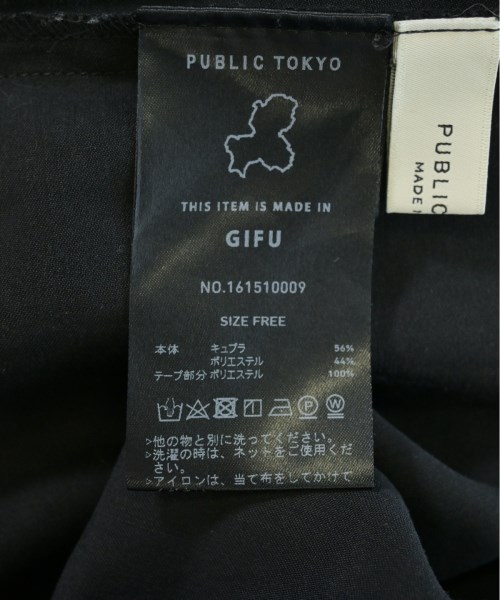 PUBLIC TOKYO
THIS ITEM IS MADE IN
GIFU
NO.161510009
SIZE FREE
本体 キュプラ 56%
ポリエステル 44%
テープ部分 ポリエステル 100%
>他の物と別に洗ってください。
>洗濯の時は、ネットをご使用くだ
さい。
>アイロンは、当て布をしてかけて
PUBLIC
MADE